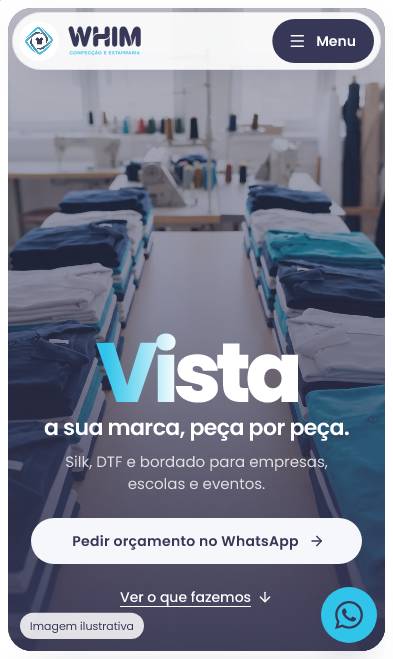 WHIM
CONFECÇÃO E ESTAMPARIA
Menu
Vista
a sua marca, peça por peça.
Silk, DTF e bordado para empresas,
escolas e eventos.
Pedir orçamento no WhatsApp →
Ver o que fazemos ↓
Imagem ilustrativa